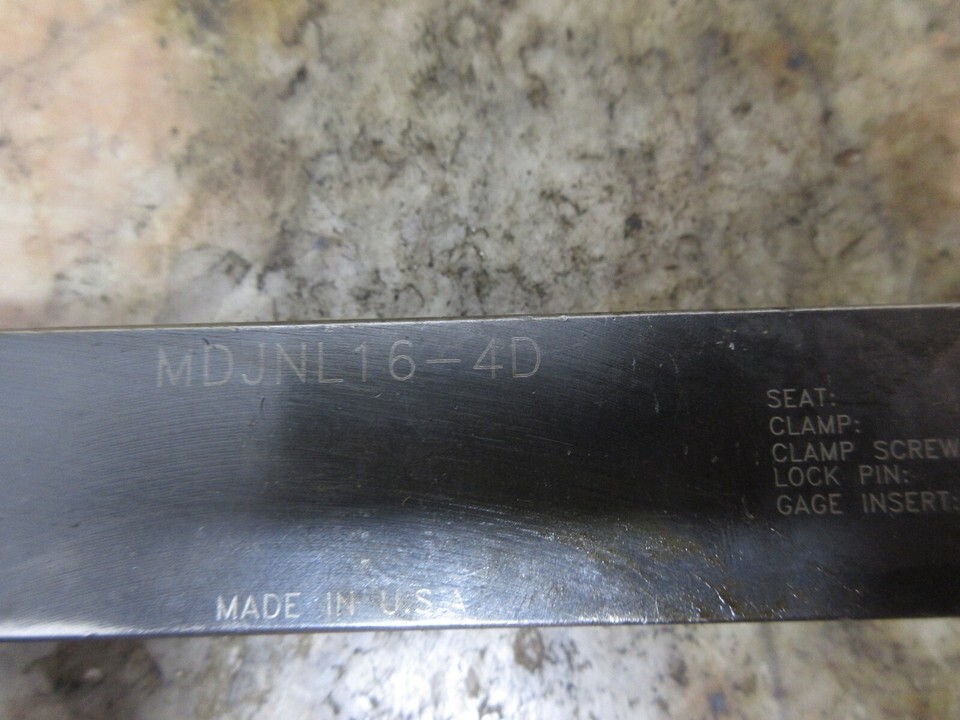 MDJNL16-4D
SEAT:
CLAMP:
CLAMP SCREW
LOCK PIN:
GAGE INSERT:
MADE IN U.S.A